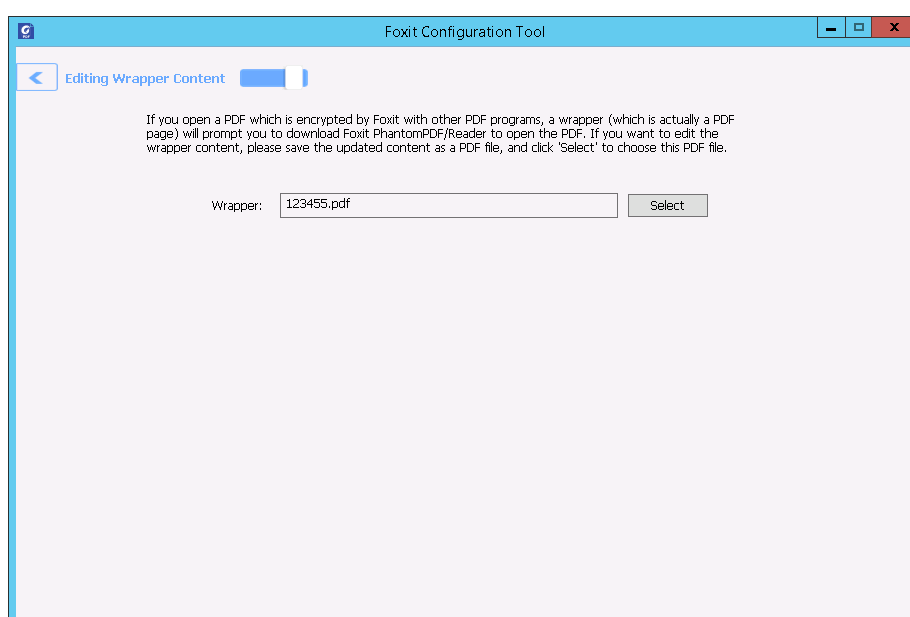 Foxit Configuration Tool
Editing Wrapper Content
If you open a PDF which is encrypted by Foxit with other PDF programs, a wrapper (which is actually a PDF
page) will prompt you to download Foxit PhantomPDF/Reader to open the PDF. If you want to edit the
wrapper content, please save the updated content as a PDF file, and click 'Select' to choose this PDF file.
Wrapper: 123455.pdf Select